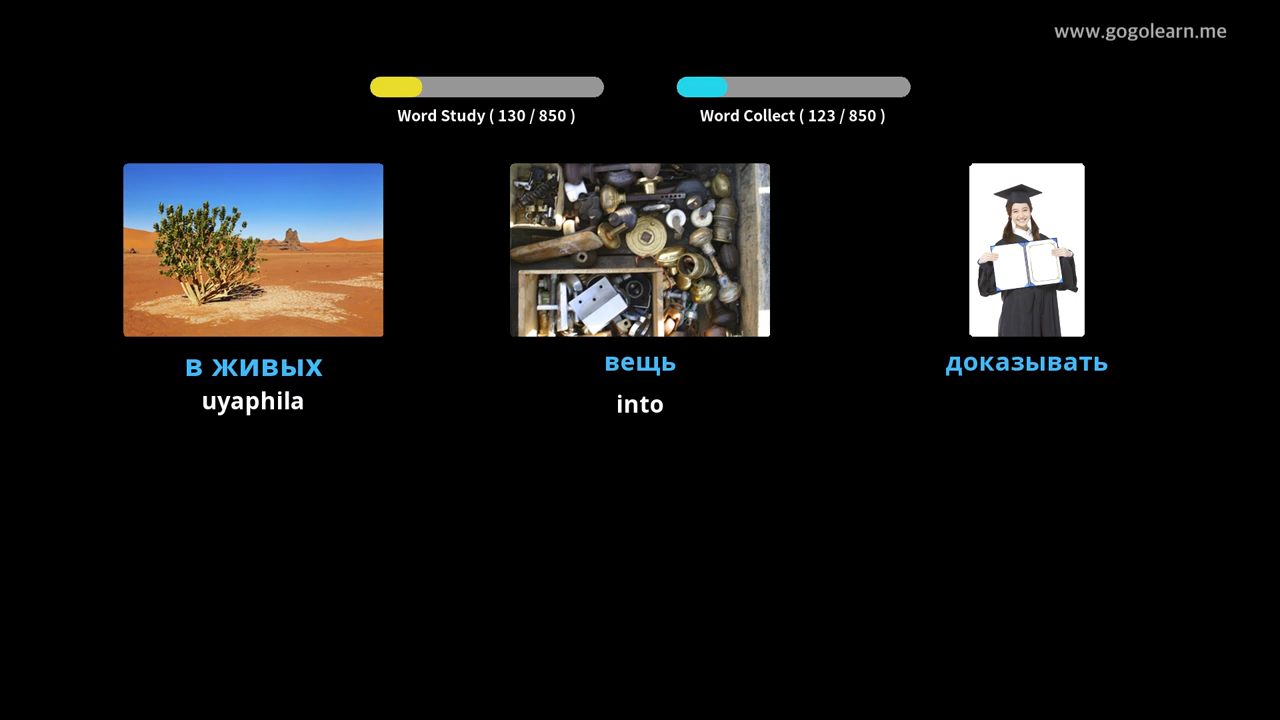 www.gogolearn.me
Word Study ( 130 / 850 )
Word Collect ( 123 / 850 )
в живых
uyaphila
вещь
into
доказывать